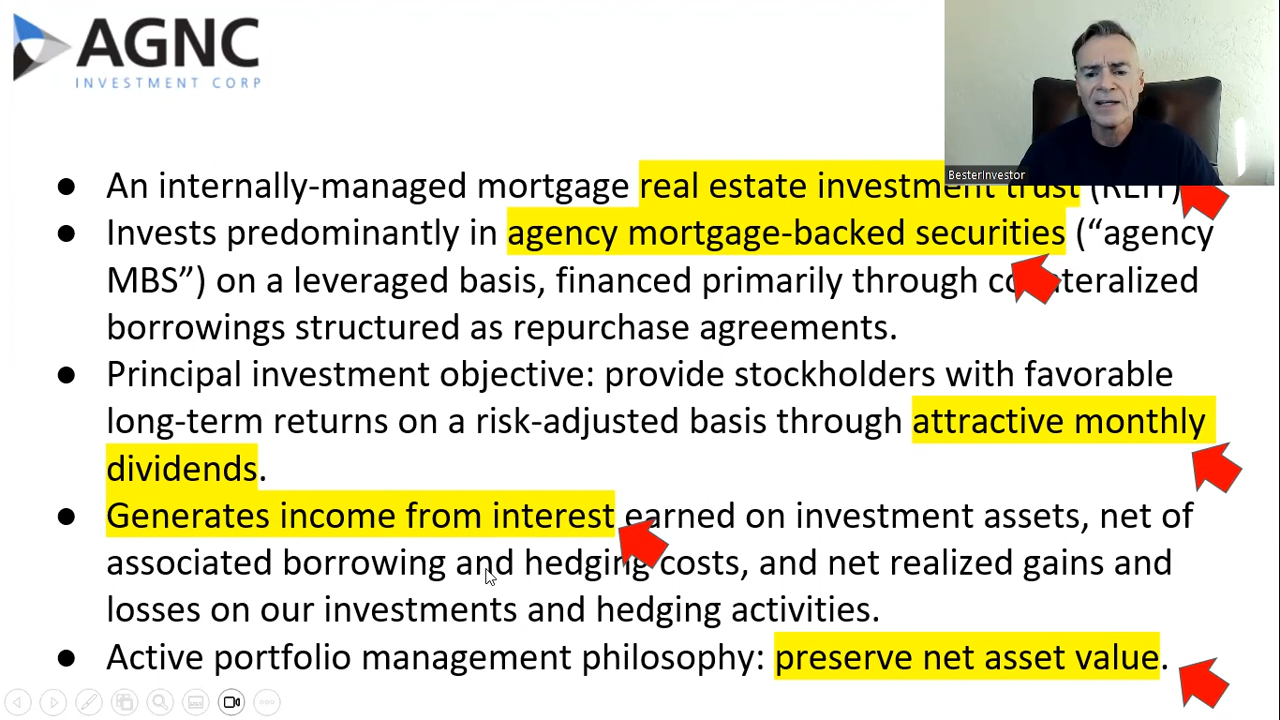 AGNC
INVESTMENT CORP
BesterInvestor
● An internally-managed mortgage real estate investment trust (REIT)
● Invests predominantly in agency mortgage-backed securities (“agency
MBS”) on a leveraged basis, financed primarily through collateralized
borrowings structured as repurchase agreements.
● Principal investment objective: provide stockholders with favorable
long-term returns on a risk-adjusted basis through attractive monthly
dividends.
● Generates income from interest earned on investment assets, net of
associated borrowing and hedging costs, and net realized gains and
losses on our investments and hedging activities.
● Active portfolio management philosophy: preserve net asset value.